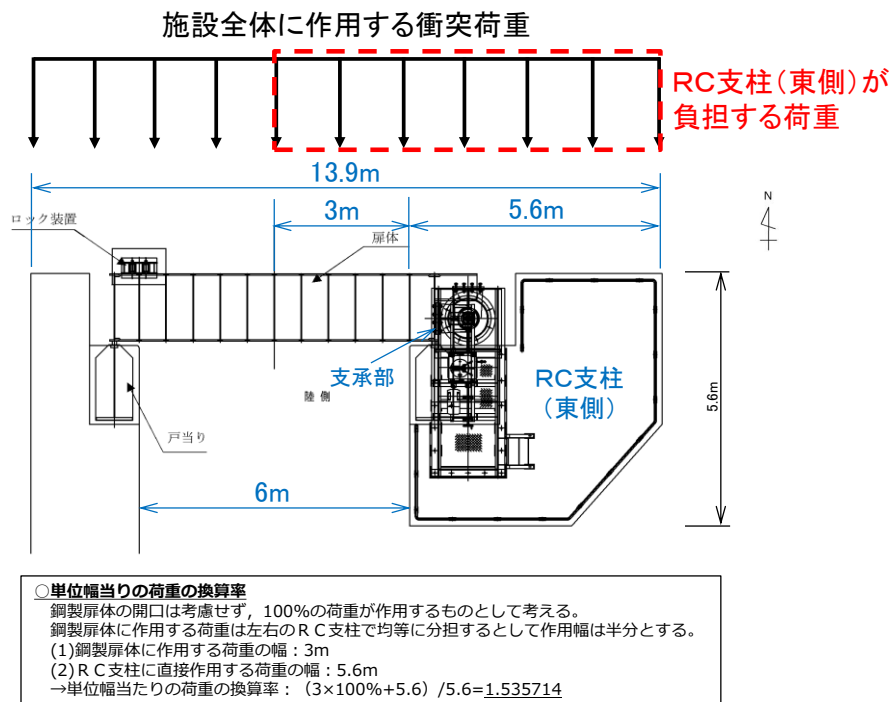 施設全体に作用する衝突荷重
RC支柱(東側)が
負担する荷重
13.9m
3m
5.6m
N
ロック装置
扉体
支承部
RC支柱
(東側)
陸側
5.6m
戸当り
6m
○単位幅当りの荷重の換算率
鋼製扉体の開口は考慮せず，100%の荷重が作用するものとして考える。
鋼製扉体に作用する荷重は左右のＲＣ支柱で均等に分担するとして作用幅は半分とする。
(1)鋼製扉体に作用する荷重の幅：3m
(2)ＲＣ支柱に直接作用する荷重の幅：5.6m
→単位幅当たりの荷重の換算率：（3×100%+5.6）/5.6=1.535714